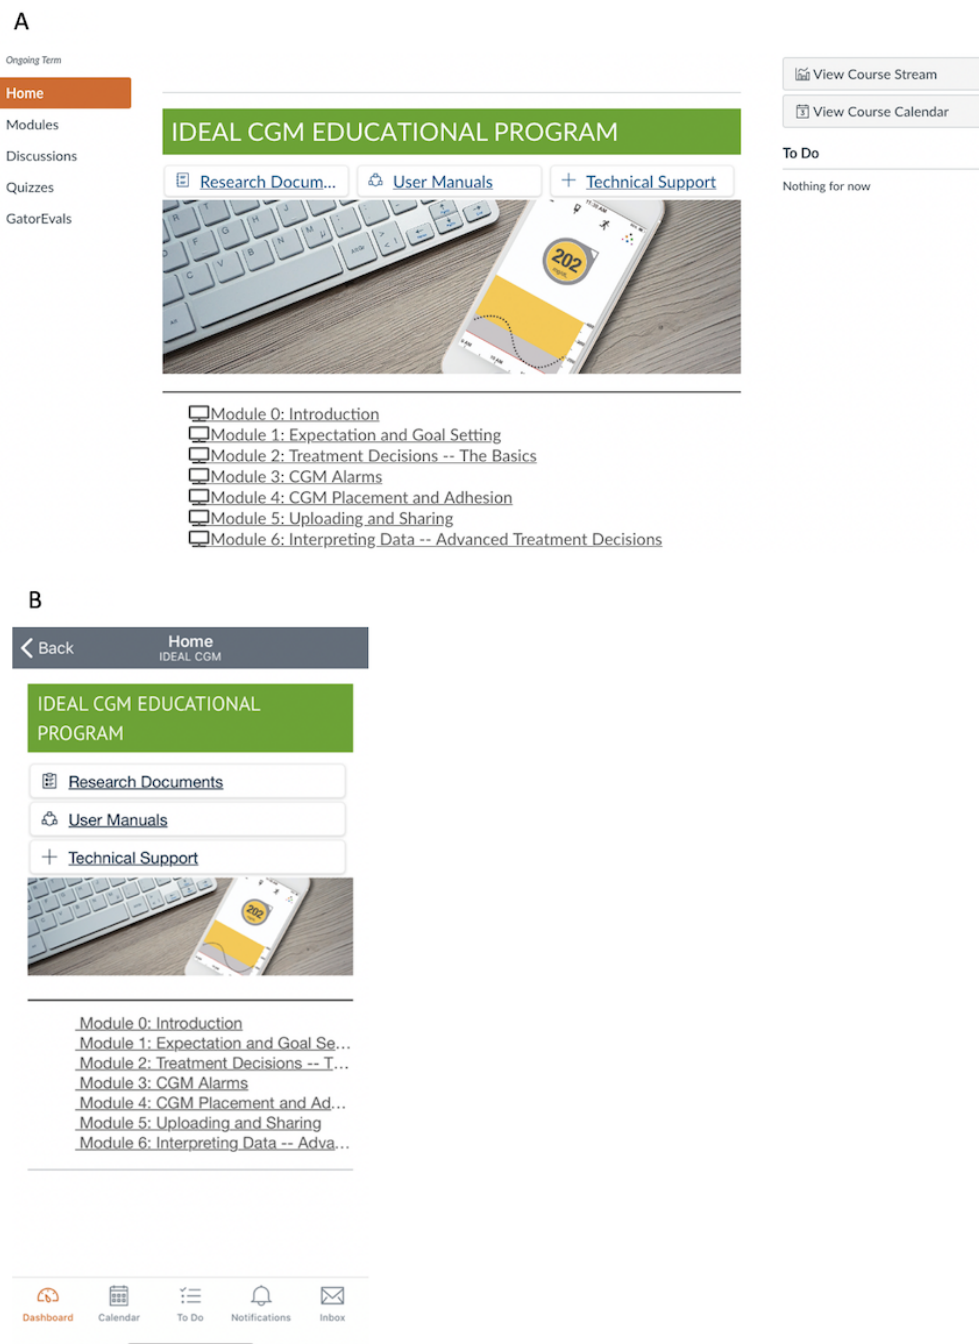 A
Ongoing Term
Home
Modules
Discussions
Quizzes
GatorEvals
IDEAL CGM EDUCATIONAL PROGRAM
Research Docum...
User Manuals
Technical Support
202
View Course Stream
View Course Calendar
To Do
Nothing for now
Module 0: Introduction
Module 1: Expectation and Goal Setting
Module 2: Treatment Decisions -- The Basics
Module 3: CGM Alarms
Module 4: CGM Placement and Adhesion
Module 5: Uploading and Sharing
Module 6: Interpreting Data -- Advanced Treatment Decisions
B
Back
Home
IDEAL CGM
IDEAL CGM EDUCATIONAL
PROGRAM
Research Documents
User Manuals
Technical Support
202
Module 0: Introduction
Module 1: Expectation and Goal Se...
Module 2: Treatment Decisions -- T...
Module 3: CGM Alarms
Module 4: CGM Placement and Ad...
Module 5: Uploading and Sharing
Module 6: Interpreting Data -- Adva...
Dashboard
Calendar
To Do
Notifications
Inbox